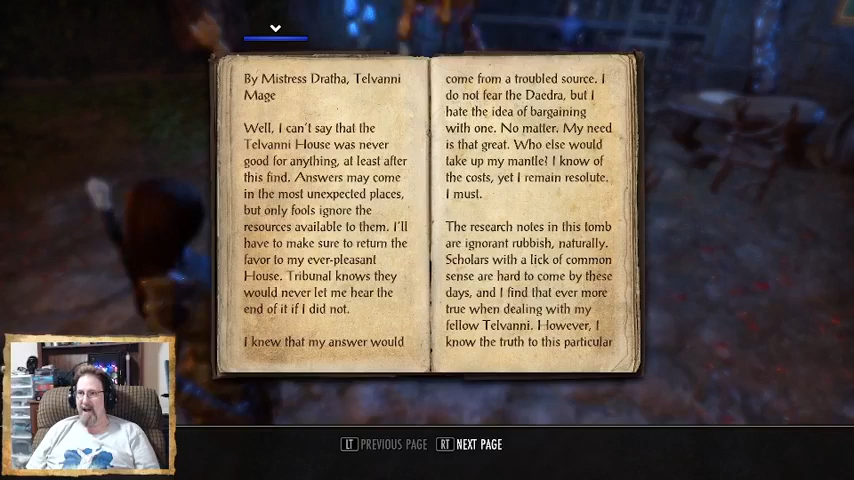 By Mistress Dratha, Telvanni
Mage
Well, I can't say that the
Telvanni House was never
good for anything, at least after
this find. Answers may come
in the most unexpected places,
but only fools ignore the
resources available to them. I'll
have to make sure to return the
favor to my ever-pleasant
House. Tribunal knows they
would never let me hear the
end of it if I did not.
I knew that my answer would
come from a troubled source. I
do not fear the Daedra, but I
hate the idea of bargaining
with one. No matter. My need
is that great. Who else would
take up my mantle? I know of
the costs, yet I remain resolute.
I must.
The research notes in this tomb
are ignorant rubbish, naturally.
Scholars with a lick of common
sense are hard to come by these
days, and I find that ever more
true when dealing with my
fellow Telvanni. However, I
know the truth to this particular
LT PREVIOUS PAGE RT NEXT PAGE